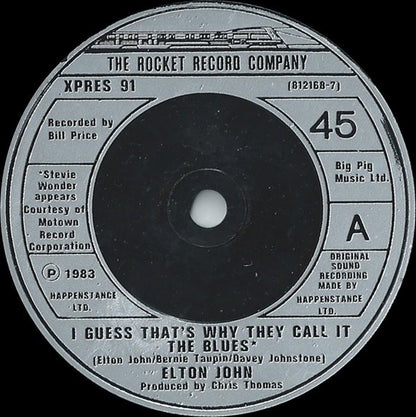 THE ROCKET RECORD COMPANY
XPRES 91
(812168-7)
Recorded by
Bill Price
45
*Stevie
Wonder
appears
Courtesy of
Motown
Record
Corporation
Big Pig
Music Ltd.
A
Ⓟ 1983
ORIGINAL
SOUND
RECORDING
MADE BY
HAPPENSTANCE
LTD.
HAPPENSTANCE
LTD.
I GUESS THAT'S WHY THEY CALL IT
THE BLUES*
(Elton John/Bernie Taupin/Davey Johnstone)
ELTON JOHN
Produced by Chris Thomas